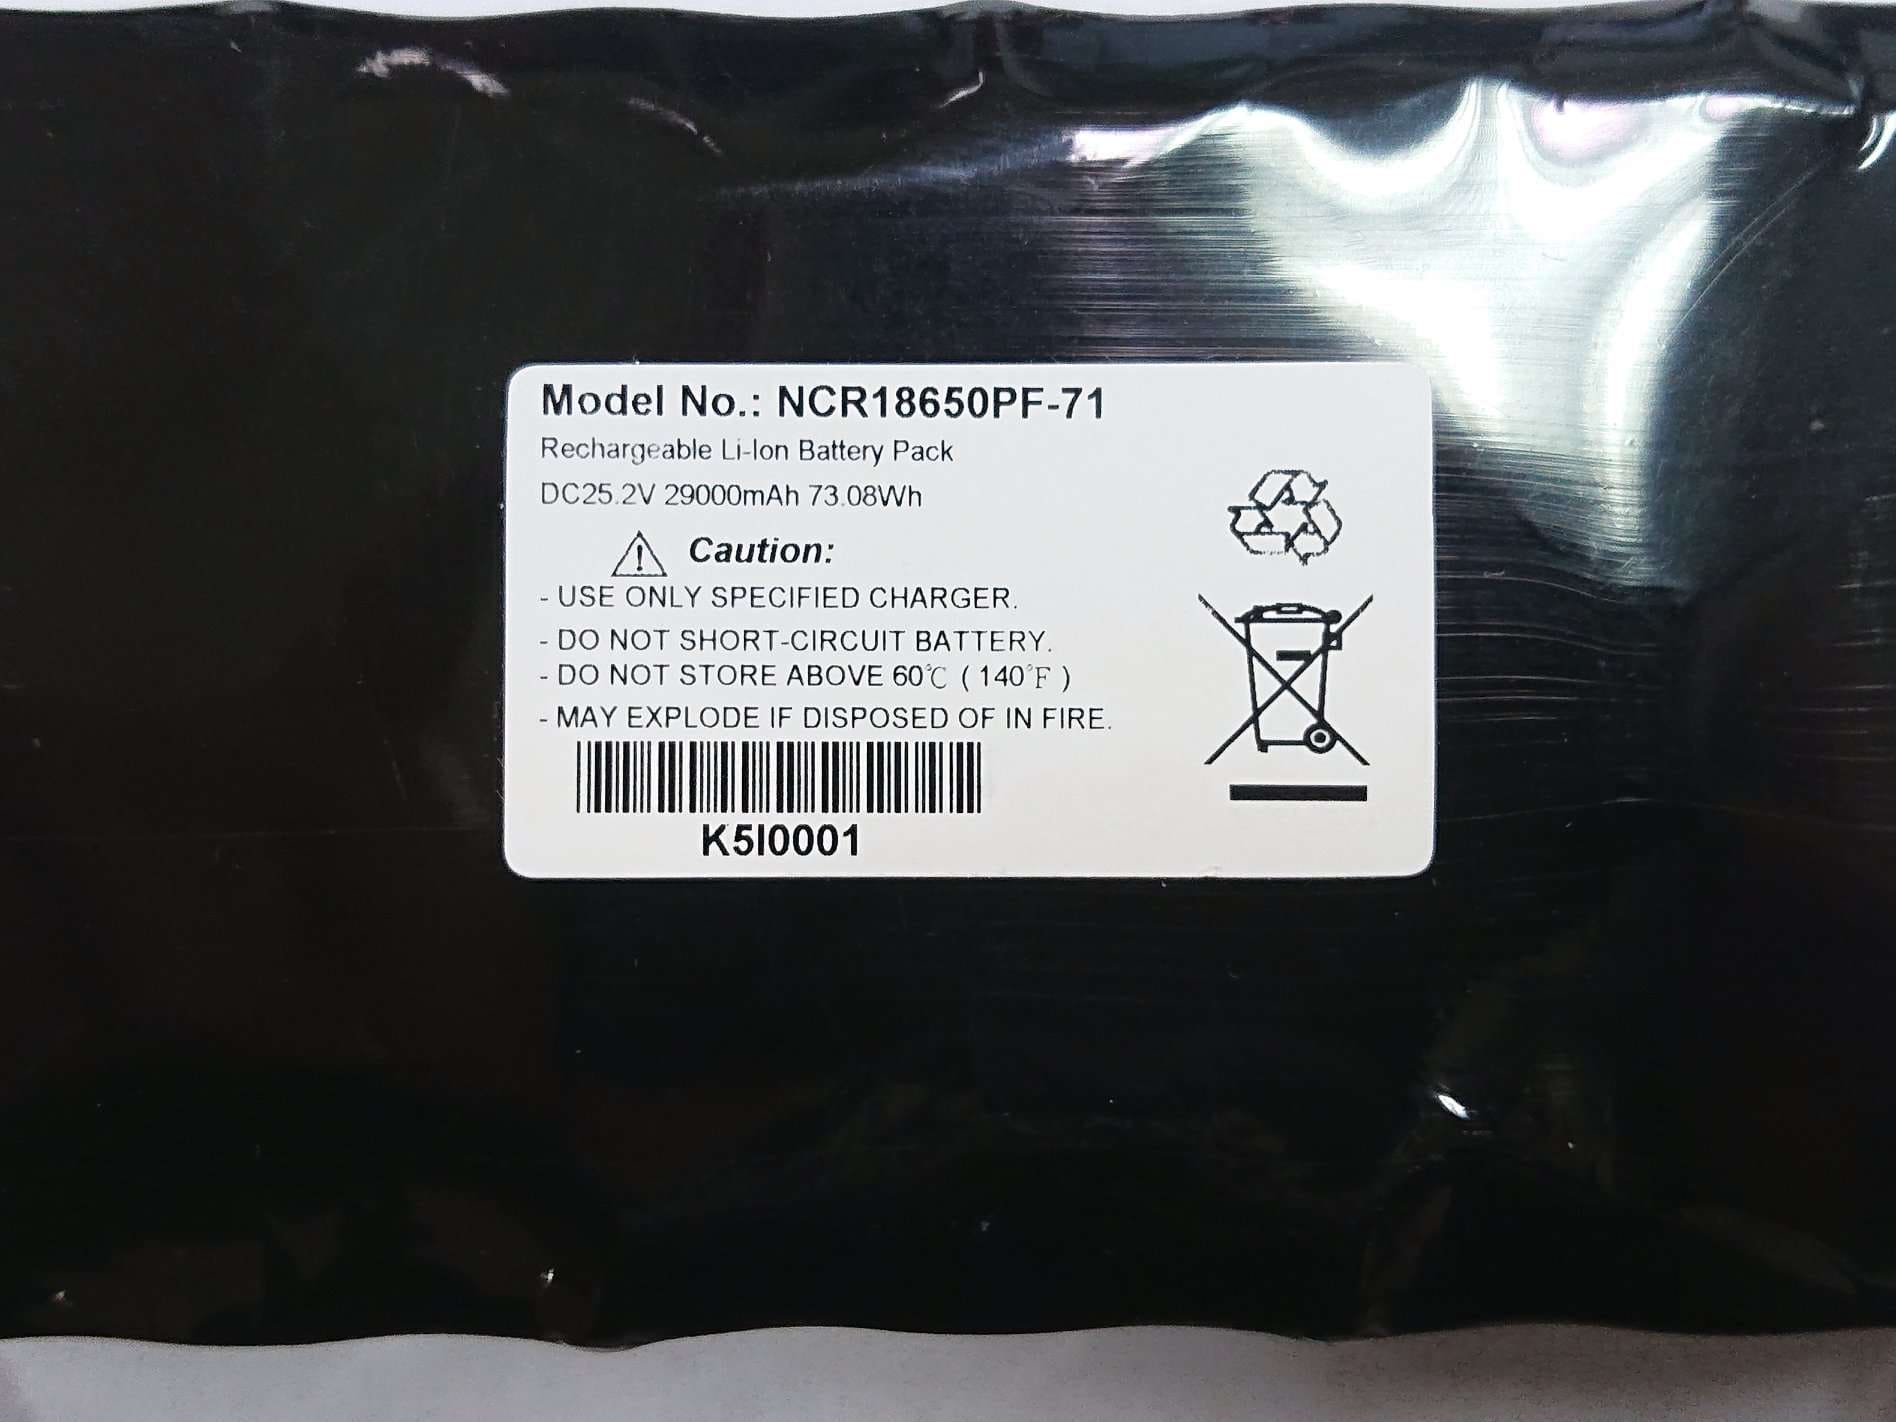 Model No.: NCR18650PF-71
Rechargeable Li-Ion Battery Pack
DC25.2V 29000mAh 73.08Wh
Caution:
- USE ONLY SPECIFIED CHARGER.
- DO NOT SHORT-CIRCUIT BATTERY.
- DO NOT STORE ABOVE 60℃ ( 140℉ )
- MAY EXPLODE IF DISPOSED OF IN FIRE.
K5I0001